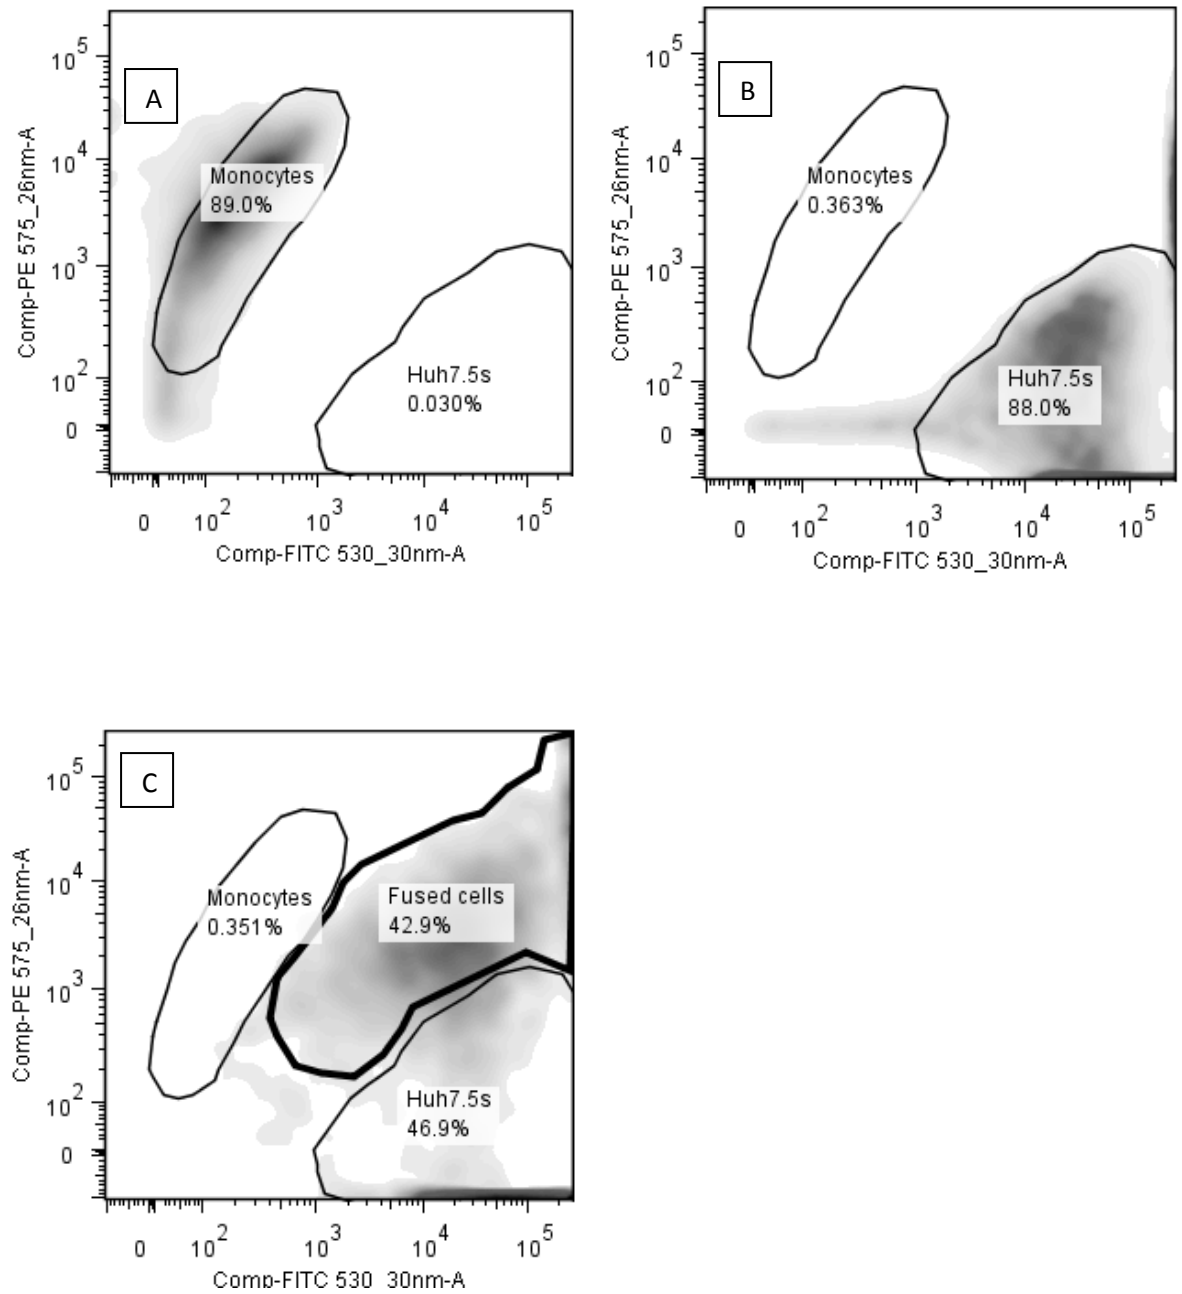 A
10^5
10^4
10^3
10^2
0
Comp-PE 575_26nm-A
Monocytes
89.0%
Huh7.5s
0.030%
0 10^2 10^3 10^4 10^5
Comp-FITC 530_30nm-A
B
10^5
10^4
10^3
10^2
0
Comp-PE 575_26nm-A
Monocytes
0.363%
Huh7.5s
88.0%
0 10^2 10^3 10^4 10^5
Comp-FITC 530_30nm-A
C
10^5
10^4
10^3
10^2
0
Comp-PE 575_26nm-A
Monocytes
0.351%
Fused cells
42.9%
Huh7.5s
46.9%
0 10^2 10^3 10^4 10^5
Comp-FITC 530_30nm-A